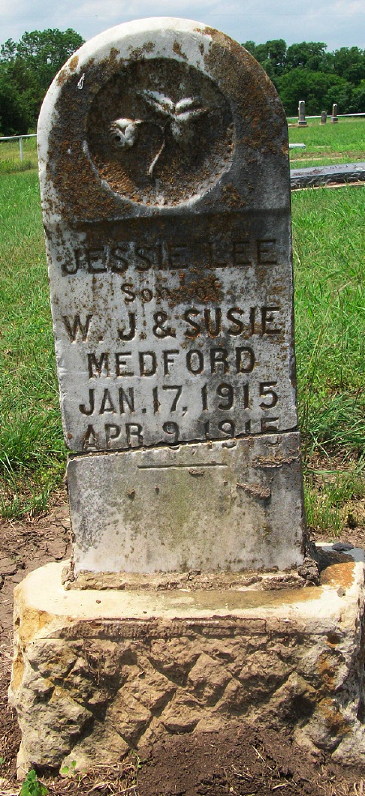 JESSIE LEE
Son of
W. J. & SUSIE
MEDFORD
JAN. 17, 1915
APR. 9, 1915